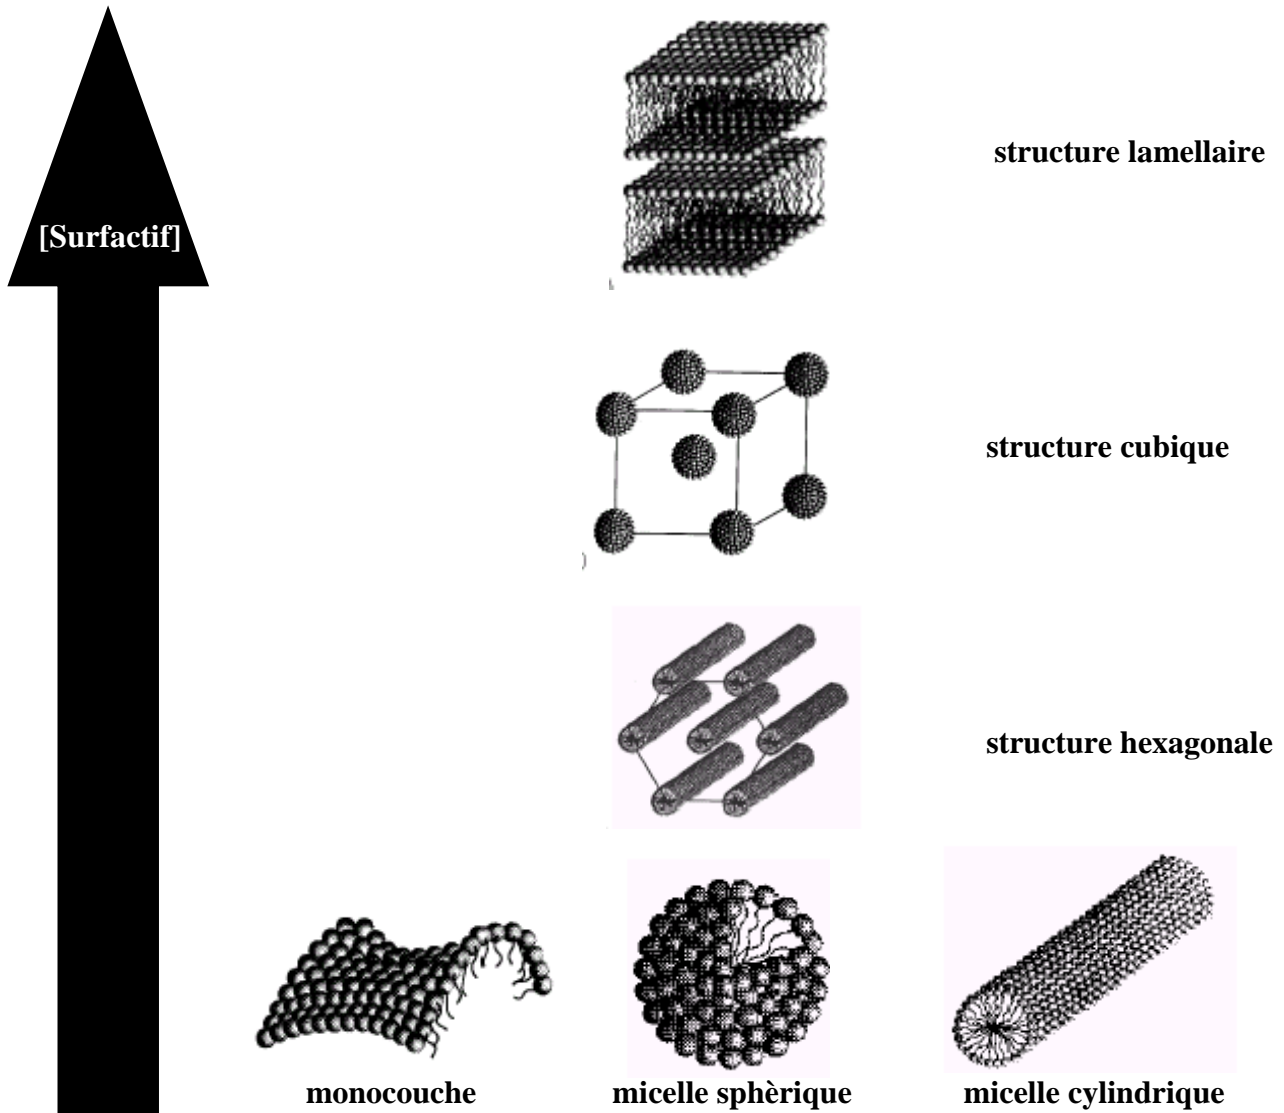 structure lamellaire
[Surfactif]
structure cubique
structure hexagonale
monocouche
micelle sphèrique
micelle cylindrique